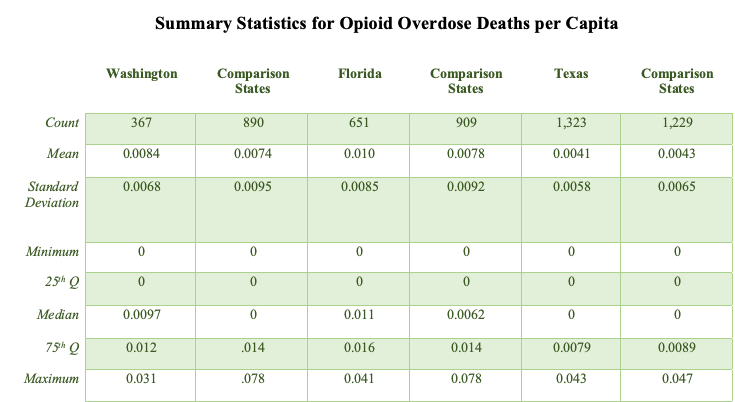 Summary Statistics for Opioid Overdose Deaths per Capita
Washington Comparison States Florida Comparison States Texas Comparison States
Count 367 890 651 909 1,323 1,229
Mean 0.0084 0.0074 0.010 0.0078 0.0041 0.0043
Standard Deviation 0.0068 0.0095 0.0085 0.0092 0.0058 0.0065
Minimum 0 0 0 0 0 0
25th Q 0 0 0 0 0 0
Median 0.0097 0 0.011 0.0062 0 0
75th Q 0.012 .014 0.016 0.014 0.0079 0.0089
Maximum 0.031 .078 0.041 0.078 0.043 0.047